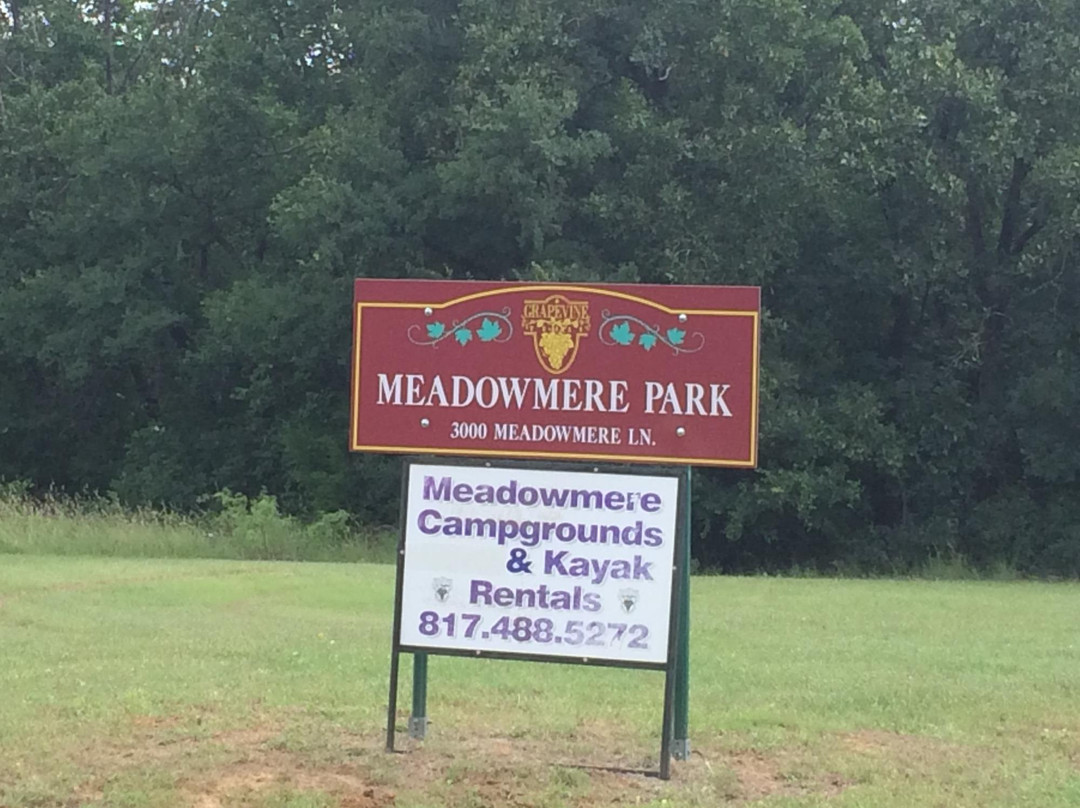 GRAPEVINE
MEADOWMERE PARK
3000 MEADOWMERE LN.
Meadowmere
Campgrounds
& Kayak
Rentals
817.488.5272